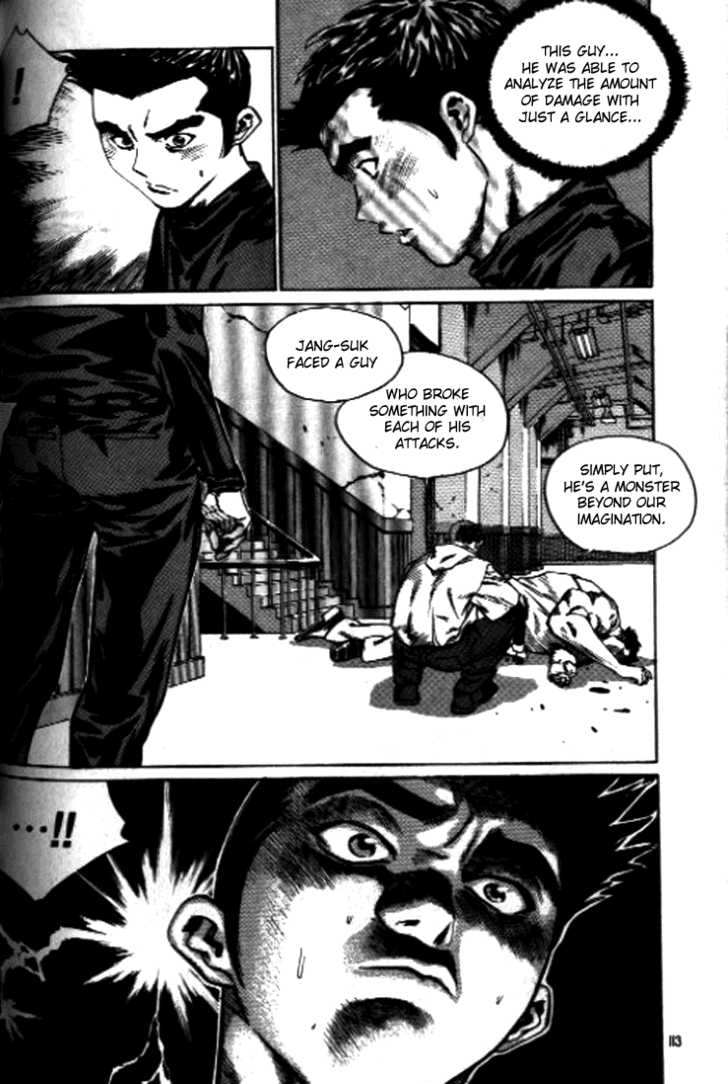 !
THIS GUY...
HE WAS ABLE TO
ANALYZE THE AMOUNT
OF DAMAGE WITH
JUST A GLANCE...
JANG-SUK
FACED A GUY
WHO BROKE
SOMETHING WITH
EACH OF HIS
ATTACKS.
SIMPLY PUT,
HE'S A MONSTER
BEYOND OUR
IMAGINATION.
...!!
113